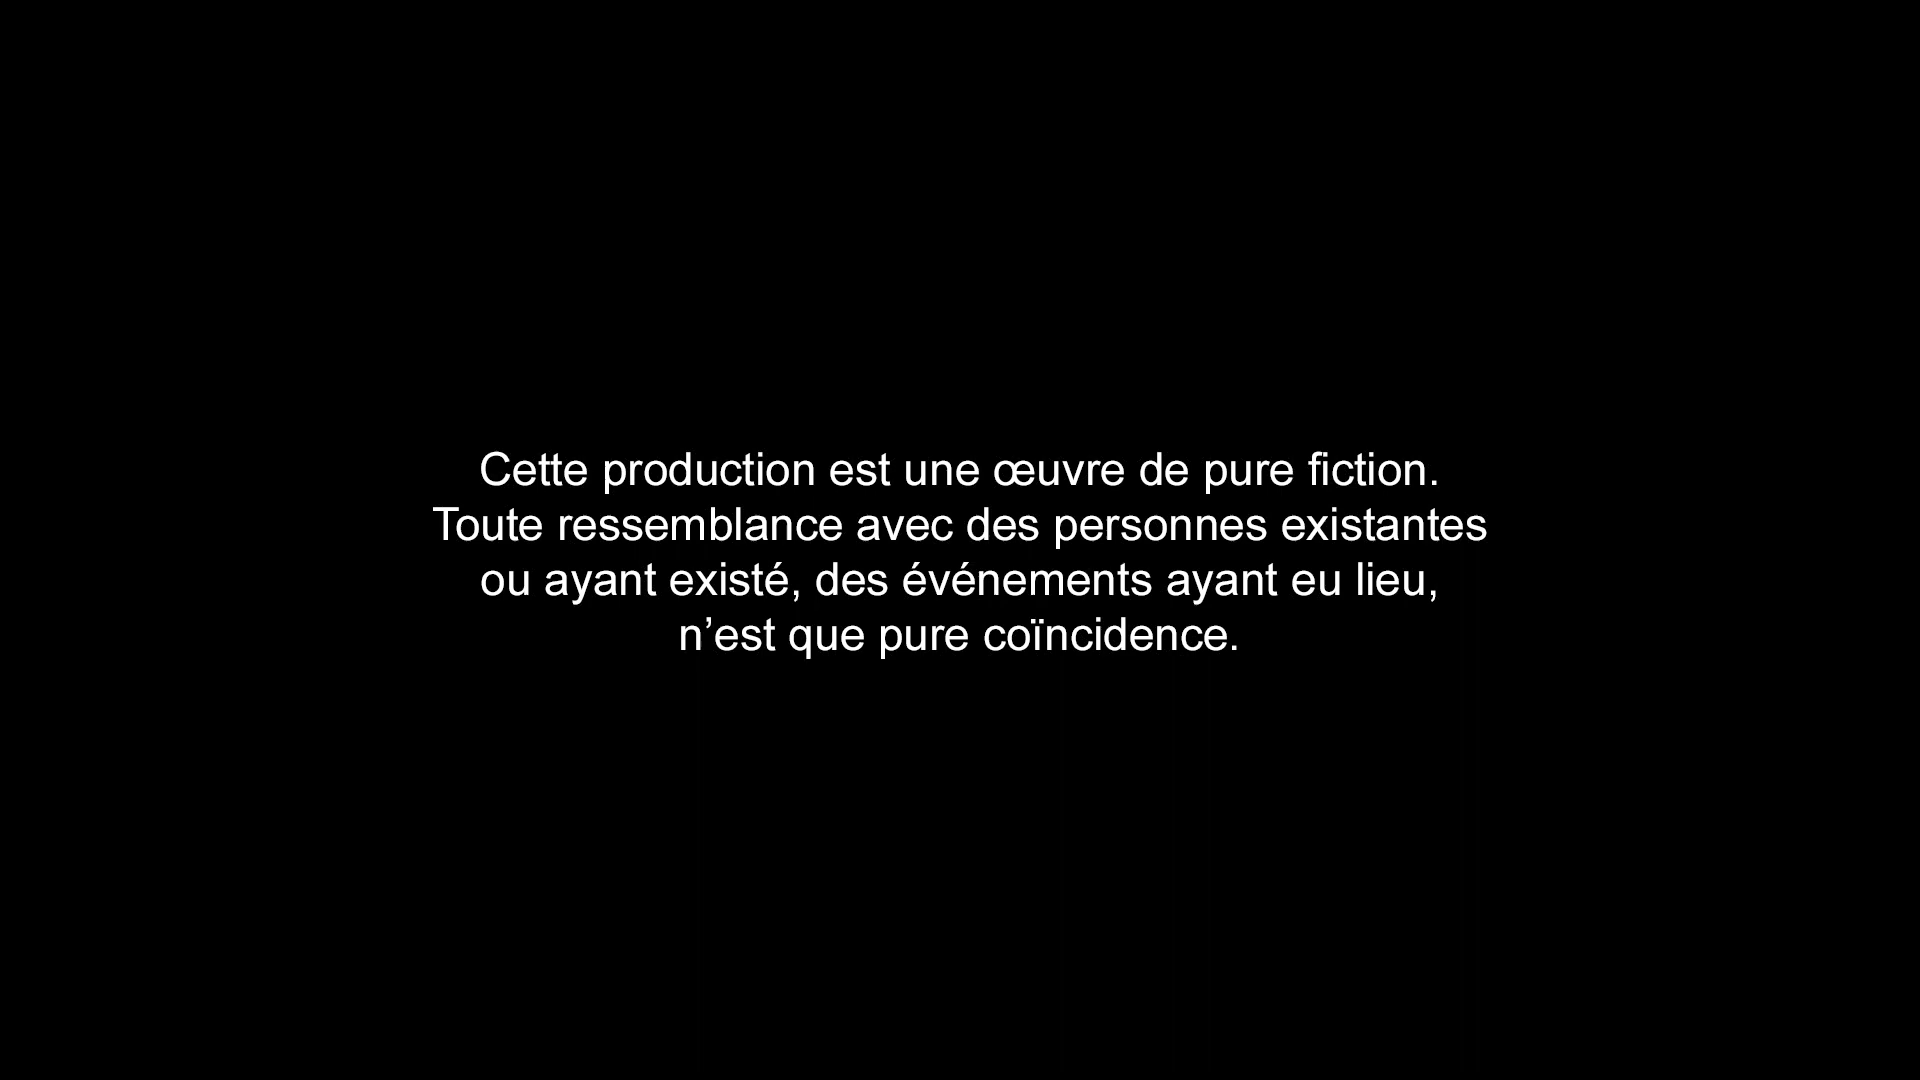 Cette production est une œuvre de pure fiction.
Toute ressemblance avec des personnes existantes
ou ayant existé, des événements ayant eu lieu,
n’est que pure coïncidence.